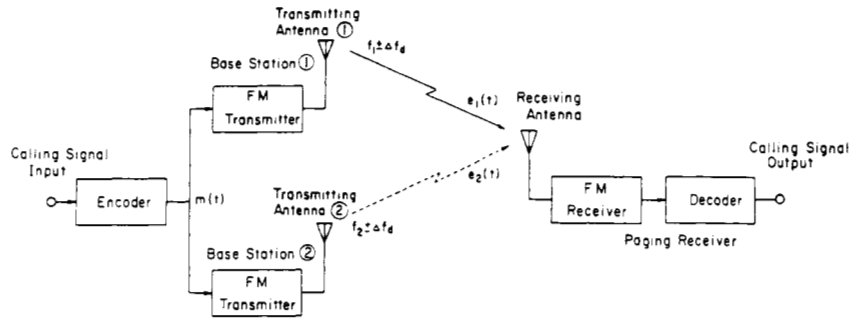 Transmitting
Antenna ①
f₁±Δf_d
Base Station ①
FM
Transmitter
e₁(t)
Receiving
Antenna
Calling Signal
Input
Encoder
m(t)
Transmitting
Antenna ②
f₂±Δf_d
e₂(t)
Base Station ②
FM
Transmitter
FM
Receiver
Decoder
Calling Signal
Output
Paging Receiver